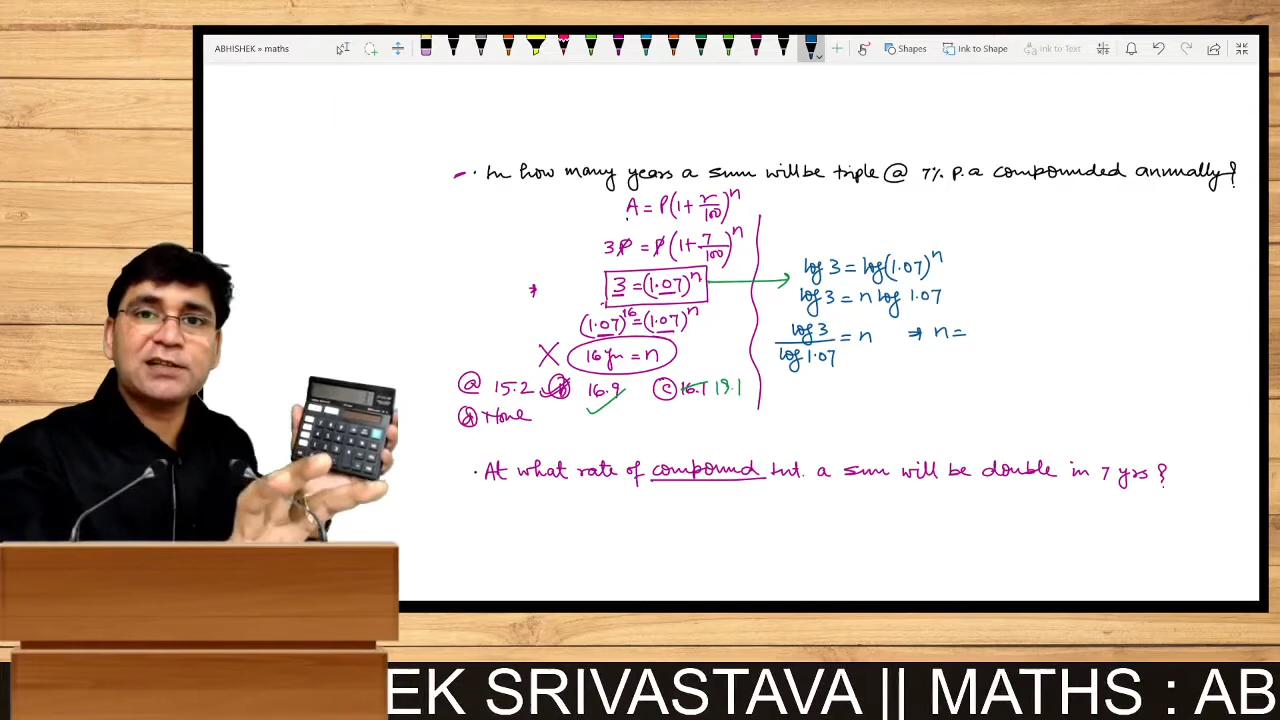 ABHISHEK » maths
Shapes
Ink to Shape
Ink to Text
· In how many years a sum will be triple @ 7% p.a compounded annually?
A = P(1+r/100)^n
3P = P(1+7/100)^n
3 = (1.07)^n
(1.07)^16 = (1.07)^n
16 yrs = n
(a) 15.2 (b) 16.9 (c) 16.1 19.1
(d) None
log 3 = log(1.07)^n
log 3 = n log 1.07
log 3/log 1.07 = n ⇒ n =
· At what rate of compound Int. a sum will be double in 7 yrs?
EK SRIVASTAVA || MATHS : AB